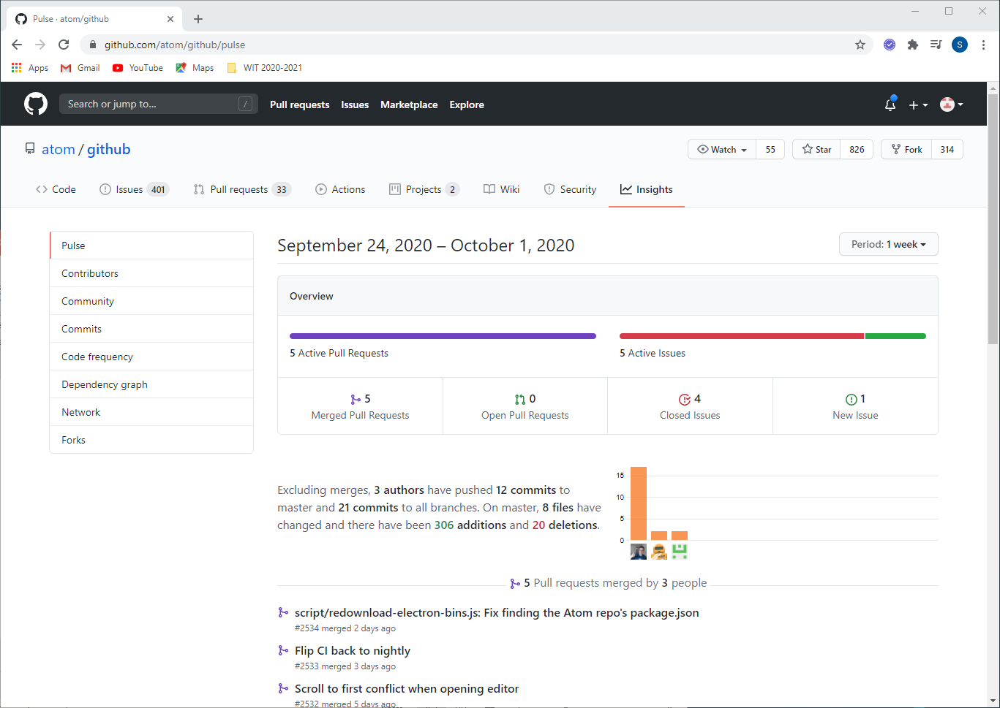 Pulse · atom/github
github.com/atom/github/pulse
S
Apps
Gmail
YouTube
Maps
WIT 2020-2021
Search or jump to...
/
Pull requests
Issues
Marketplace
Explore
atom / github
Watch
55
Star
826
Fork
314
Code
Issues 401
Pull requests 33
Actions
Projects 2
Wiki
Security
Insights
Pulse
Contributors
Community
Commits
Code frequency
Dependency graph
Network
Forks
September 24, 2020 – October 1, 2020
Period: 1 week
Overview
5 Active Pull Requests
5 Active Issues
5
Merged Pull Requests
0
Open Pull Requests
4
Closed Issues
1
New Issue
Excluding merges, 3 authors have pushed 12 commits to
master and 21 commits to all branches. On master, 8 files have
changed and there have been 306 additions and 20 deletions.
15
10
5
0
5 Pull requests merged by 3 people
script/redownload-electron-bins.js: Fix finding the Atom repo's package.json
#2534 merged 2 days ago
Flip CI back to nightly
#2533 merged 3 days ago
Scroll to first conflict when opening editor
#2532 merged 5 days ago